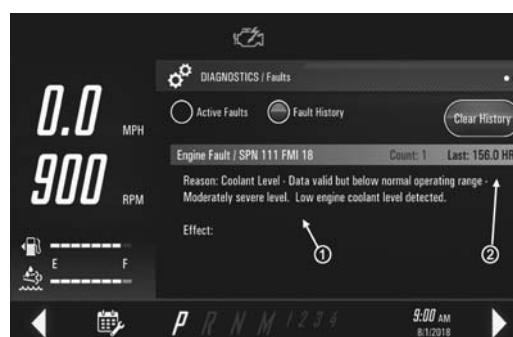 DIAGNOSTICS / Faults
Active Faults
Fault History
Clear History
0.0 MPH
Engine Fault / SPN 111 FMI 18 Count: 1 Last: 156.0 HR
900 RPM
Reason: Coolant Level - Data valid but below normal operating range -
Moderately severe level. Low engine coolant level detected.
Effect:
1
2
E F
P R N M 1 2 3 4
9:00 AM
8/1/2018